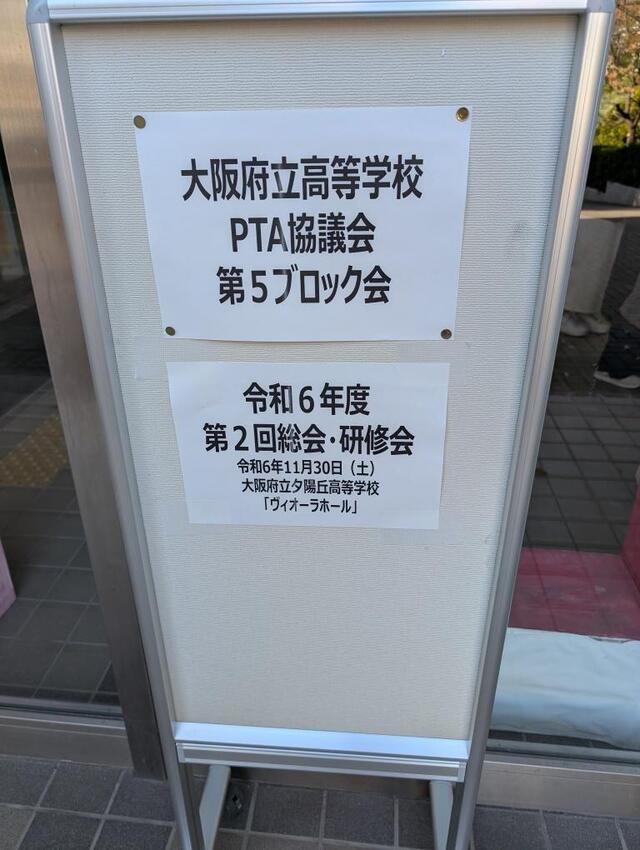 大阪府立高等学校
PTA協議会
第5ブロック会
令和6年度
第2回総会・研修会
令和6年11月30日（土）
大阪府立夕陽丘高等学校
「ヴィオーラホール」